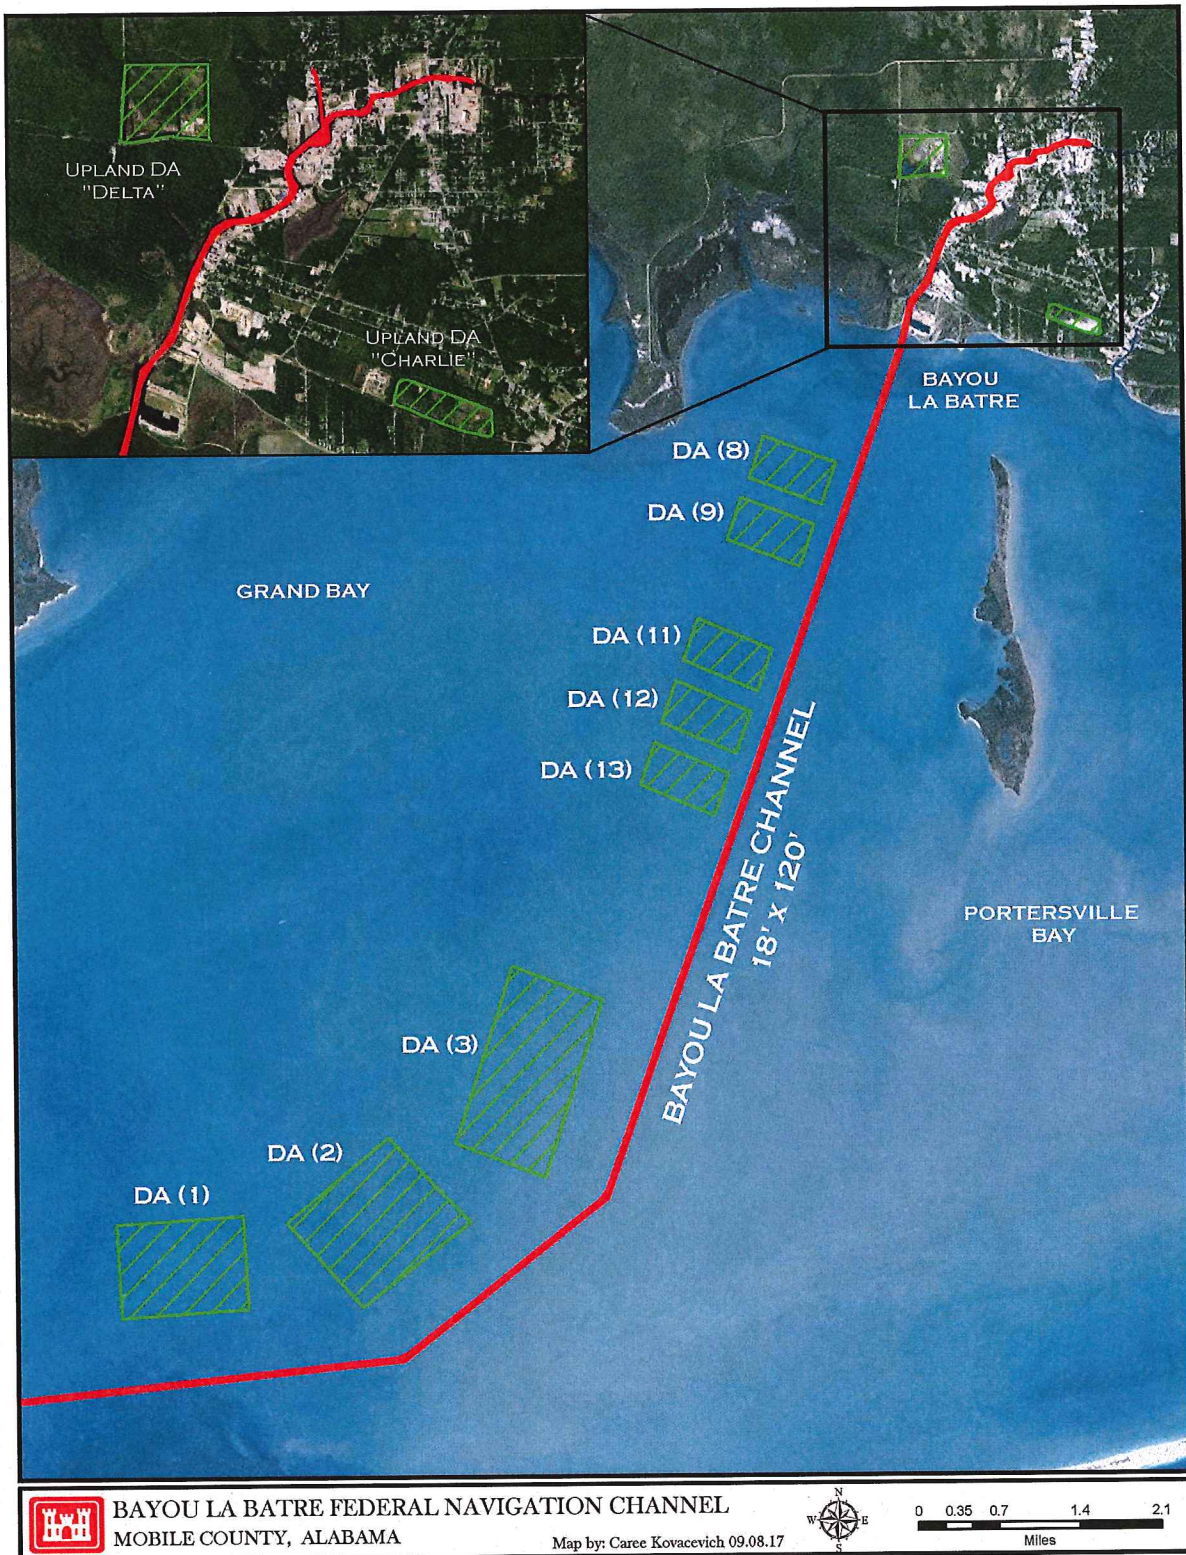 UPLAND DA
"DELTA"
UPLAND DA
"CHARLIE"
BAYOU
LA BATRE
DA (8)
DA (9)
GRAND BAY
DA (11)
DA (12)
DA (13)
BAYOU LA BATRE CHANNEL
18' X 120'
PORTERSVILLE
BAY
DA (3)
DA (2)
DA (1)
BAYOU LA BATRE FEDERAL NAVIGATION CHANNEL
MOBILE COUNTY, ALABAMA
Map by: Caree Kovacevich 09.08.17
N
W E
S
0 0.35 0.7 1.4 2.1
Miles